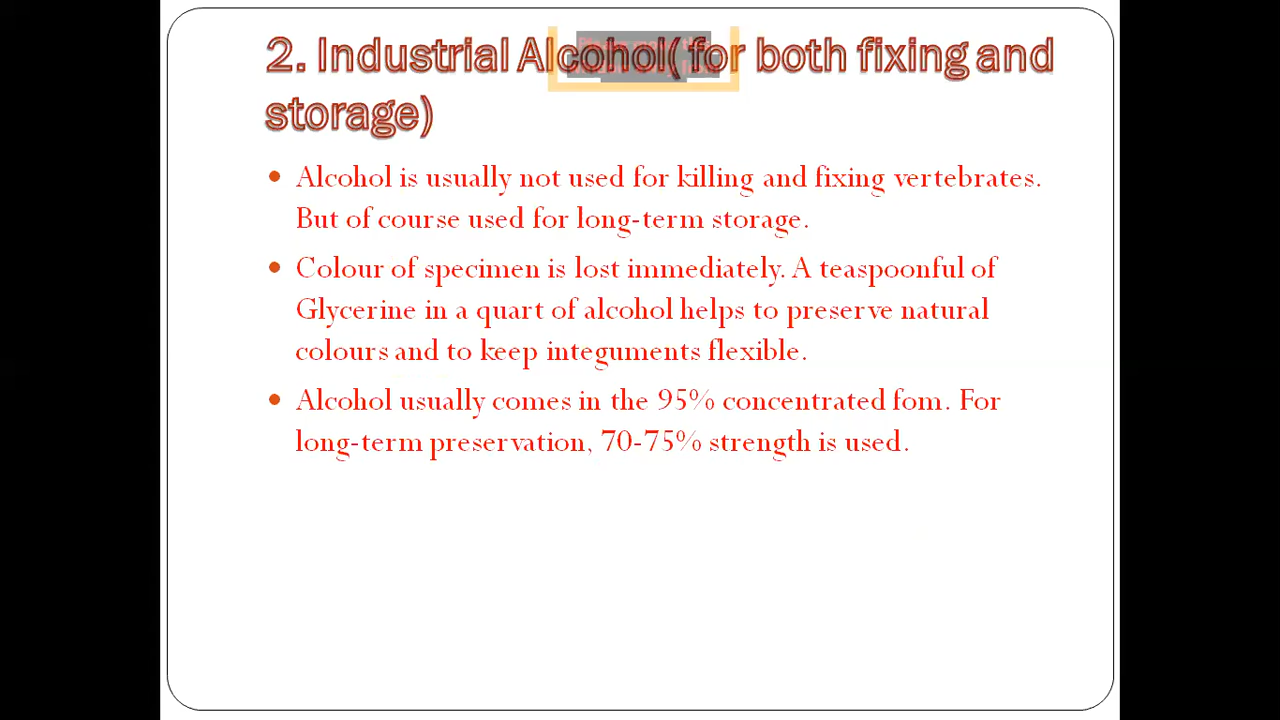 2. Industrial Alcohol( for both fixing and
storage)
Alcohol is usually not used for killing and fixing vertebrates.
But of course used for long-term storage.
Colour of specimen is lost immediately. A teaspoonful of
Glycerine in a quart of alcohol helps to preserve natural
colours and to keep integuments flexible.
Alcohol usually comes in the 95% concentrated fom. For
long-term preservation, 70-75% strength is used.